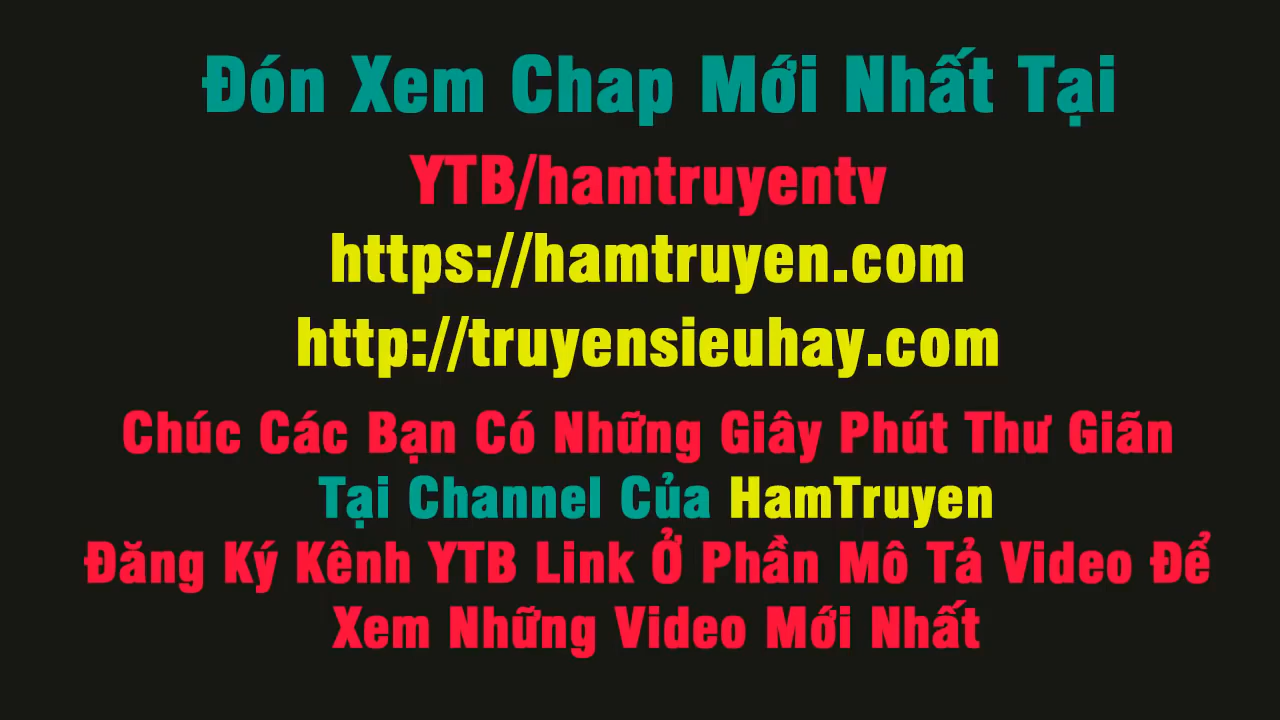 Đón Xem Chap Mới Nhất Tại
YTB/hamtruyentv
https://hamtruyen.com
http://truyensieuhay.com
Chúc Các Bạn Có Những Giây Phút Thư Giãn
Tại Channel Của HamTruyen
Đăng Ký Kênh YTB Link Ở Phần Mô Tả Video Để
Xem Những Video Mới Nhất